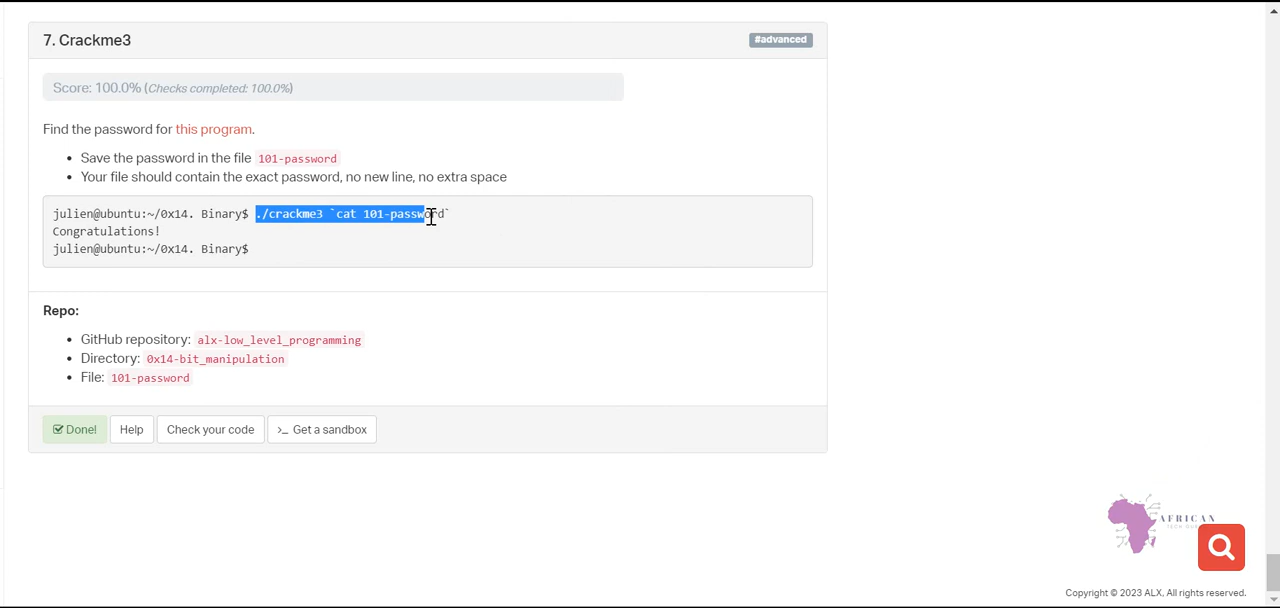 7. Crackme3
#advanced
Score: 100.0% (Checks completed: 100.0%)
Find the password for this program.
Save the password in the file 101-password
Your file should contain the exact password, no new line, no extra space
julien@ubuntu:~/0x14. Binary$ ./crackme3 `cat 101-password`
Congratulations!
julien@ubuntu:~/0x14. Binary$
Repo:
GitHub repository: alx-low_level_programming
Directory: 0x14-bit_manipulation
File: 101-password
Done! Help Check your code >_ Get a sandbox
AFRICAN
Copyright © 2023 ALX, All rights reserved.